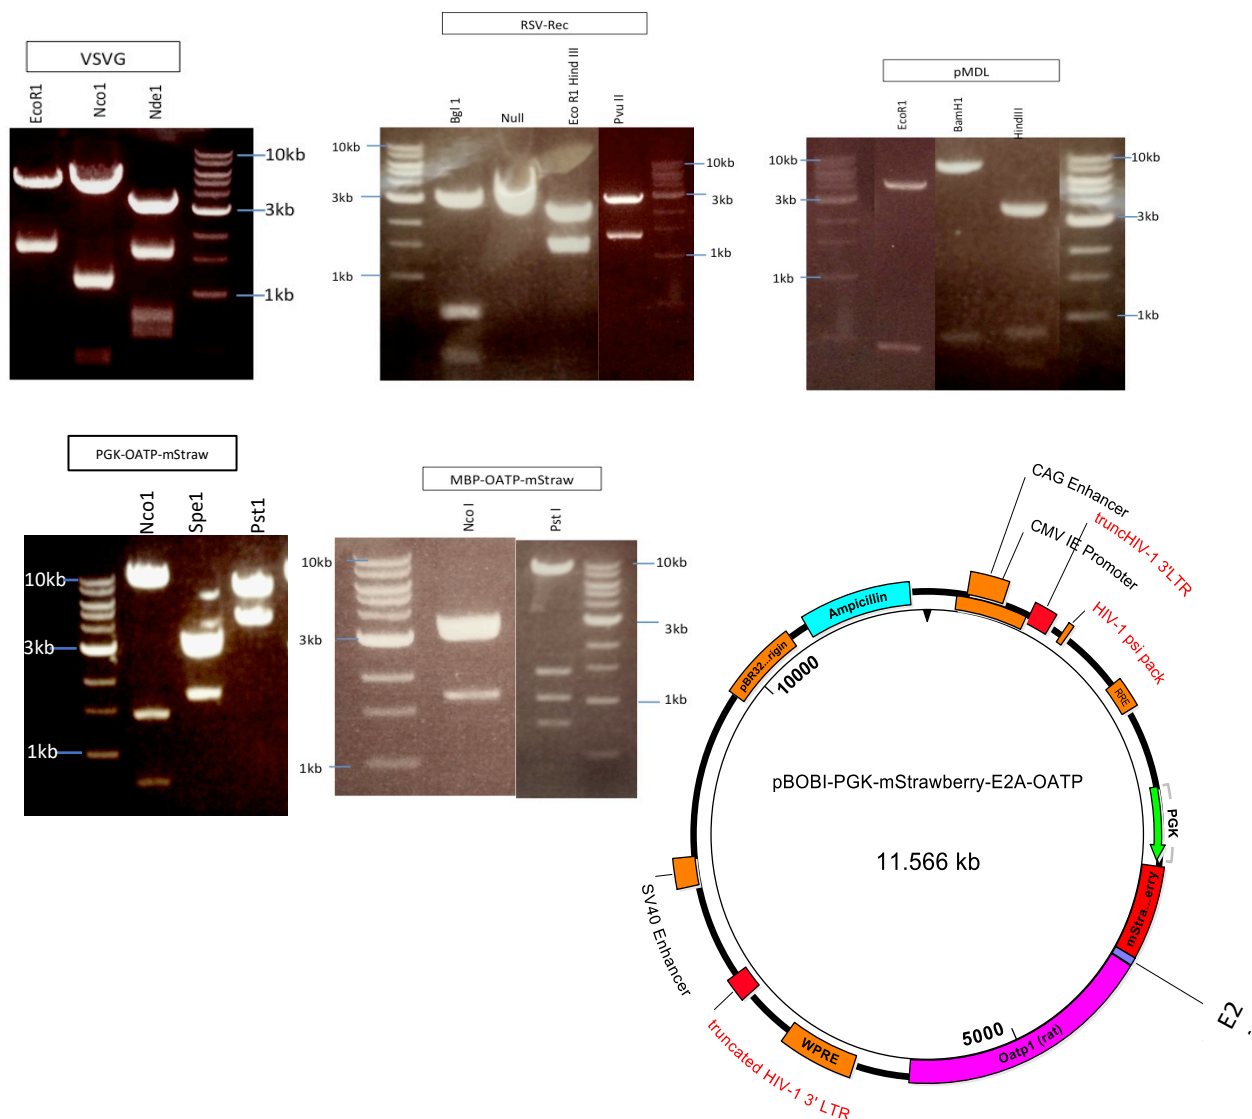 VSVG
EcoR1
Nco1
Nde1
10kb
3kb
1kb
RSV-Rec
Bgl 1
Null
Eco R1 Hind III
Pvu II
10kb
3kb
1kb
10kb
3kb
1kb
pMDL
EcoR1
BamH1
HindIII
10kb
3kb
1kb
10kb
3kb
1kb
PGK-OATP-mStraw
Nco1
Spe1
Pst1
10kb
3kb
1kb
MBP-OATP-mStraw
Nco I
Pst I
10kb
3kb
1kb
10kb
3kb
1kb
CAG Enhancer
CMV IE Promoter
truncHIV-1 3'LTR
HIV-1 psi pack
RRE
PGK
mStra...erry
E2
Oatp1 (rat)
5000
WPRE
truncated HIV-1 3' LTR
SV40 Enhancer
pBR32...rigin
10000
Ampicillin
pBOBI-PGK-mStrawberry-E2A-OATP
11.566 kb